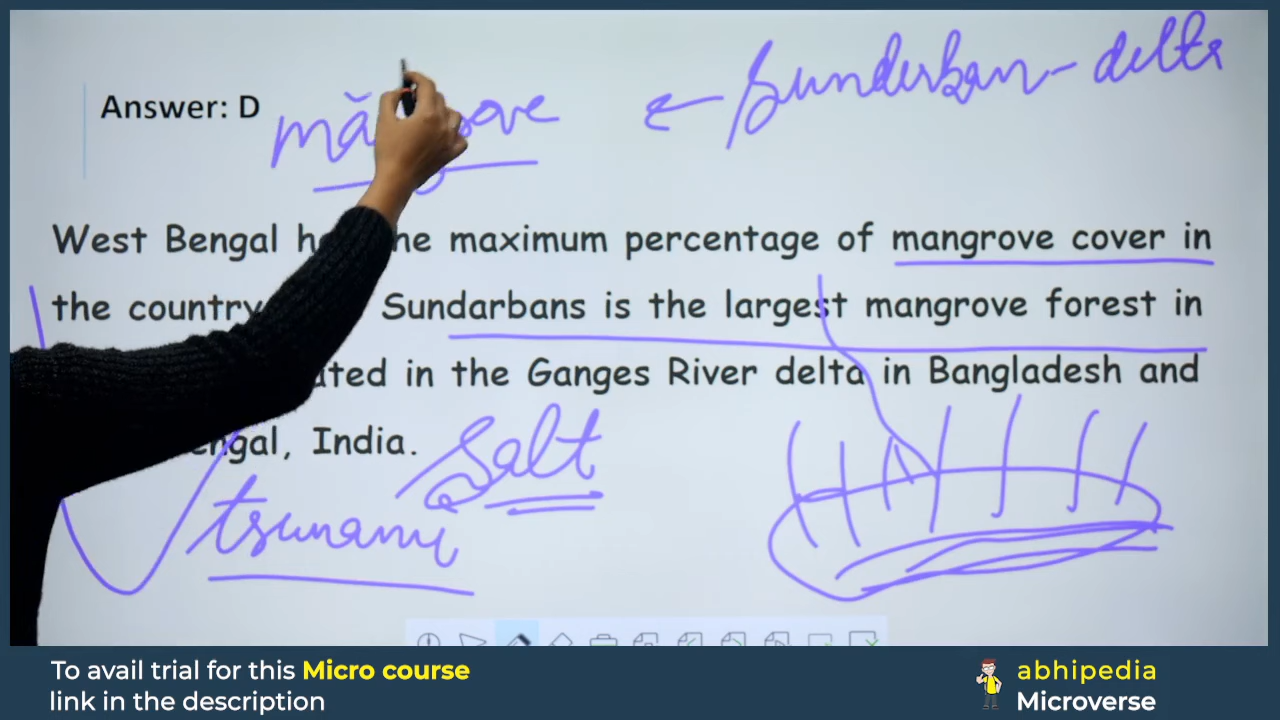 Sunderban - delta
Answer: D
West Bengal the maximum percentage of mangrove cover in
the country Sundarbans is the largest mangrove forest in
in the Ganges River delta in Bangladesh and
India.
Salt
tsunami
To avail trial for this Micro course
link in the description
abhipedia
Microverse